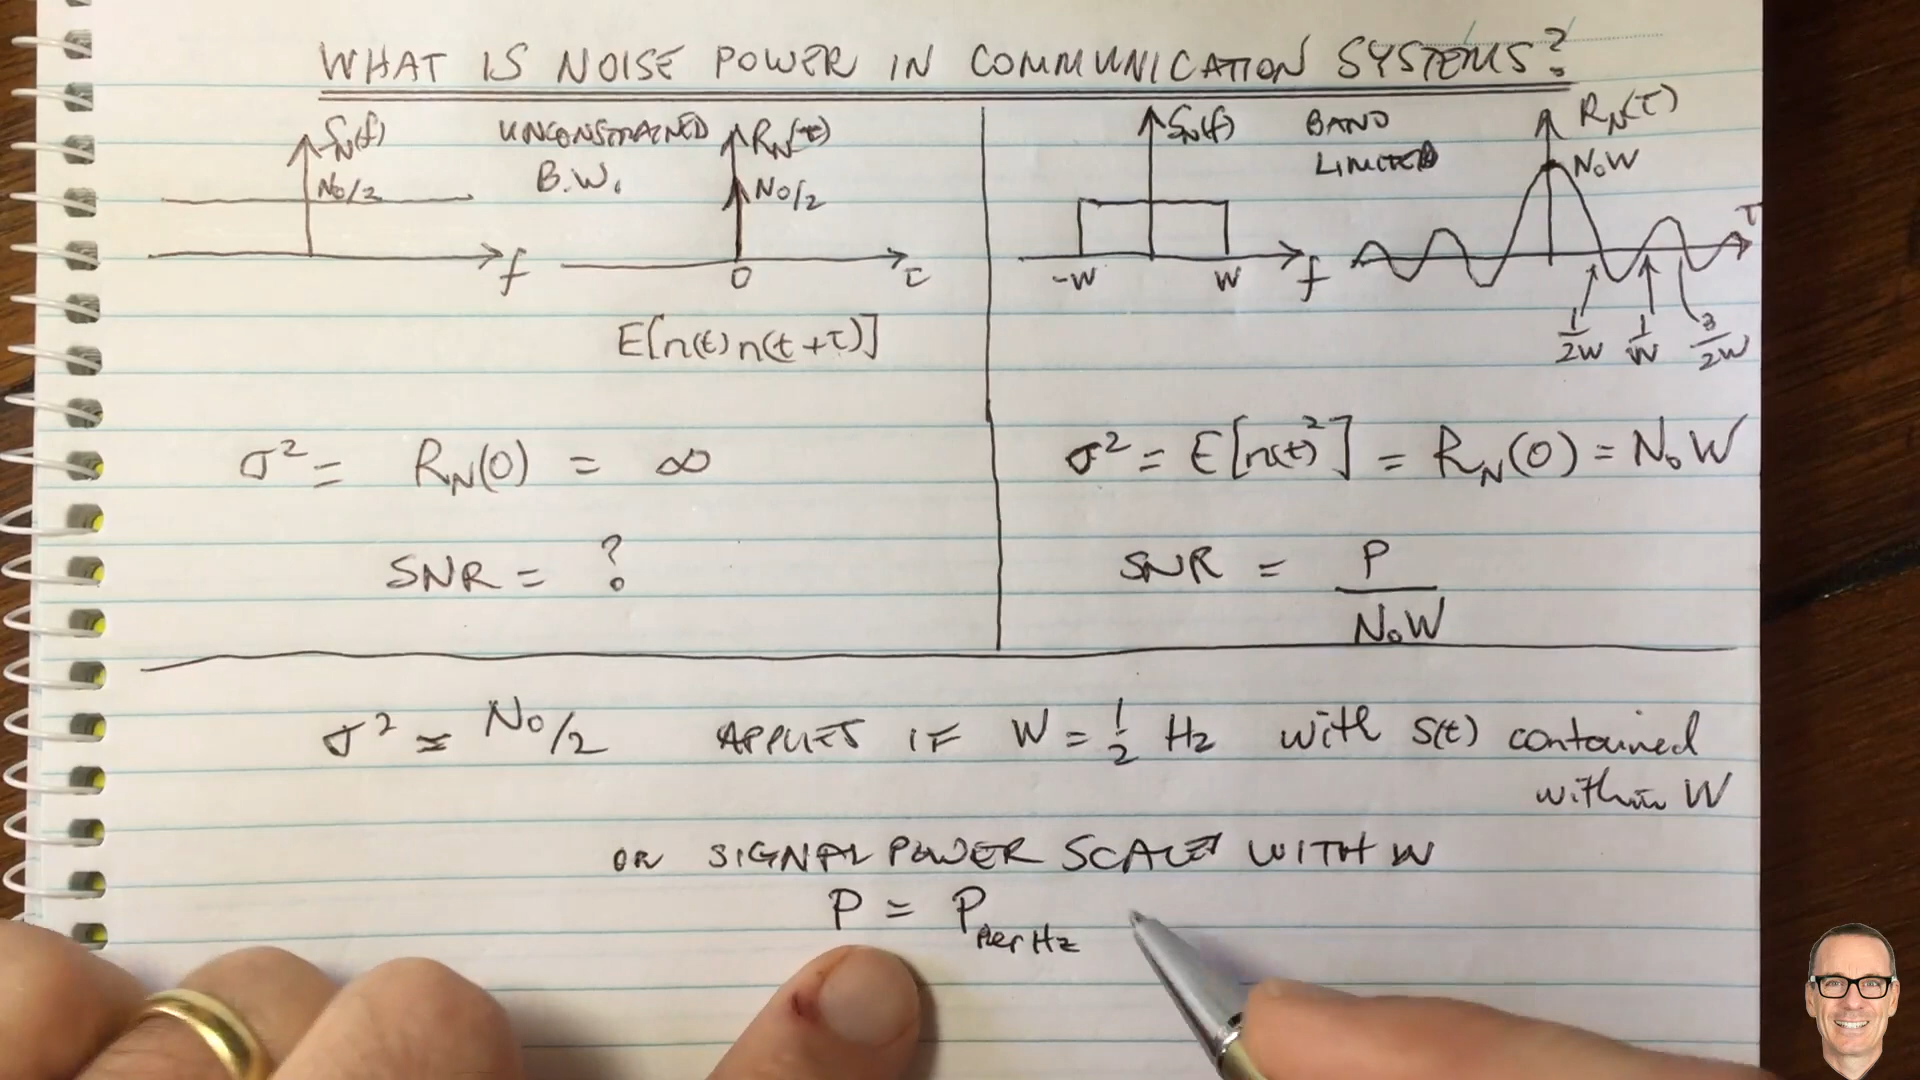 WHAT IS NOISE POWER IN COMMUNICATION SYSTEMS?
S_N(f)
N₀/2
f
UNCONSTRAINED
B.W.
R_N(τ)
N₀/2
0
τ
E[n(t)n(t+τ)]
σ² = R_N(0) = ∞
SNR = ?
S_N(f)
-W W f
BAND
LIMITED
R_N(τ)
N₀W
τ
1/2W 1/W 3/2W
σ² = E[n(t)²] = R_N(0) = N₀W
SNR = P/N₀W
σ² = N₀/2 APPLIES IF W = 1/2 Hz with s(t) contained
within W
OR SIGNAL POWER SCALES WITH W
P = P_per Hz